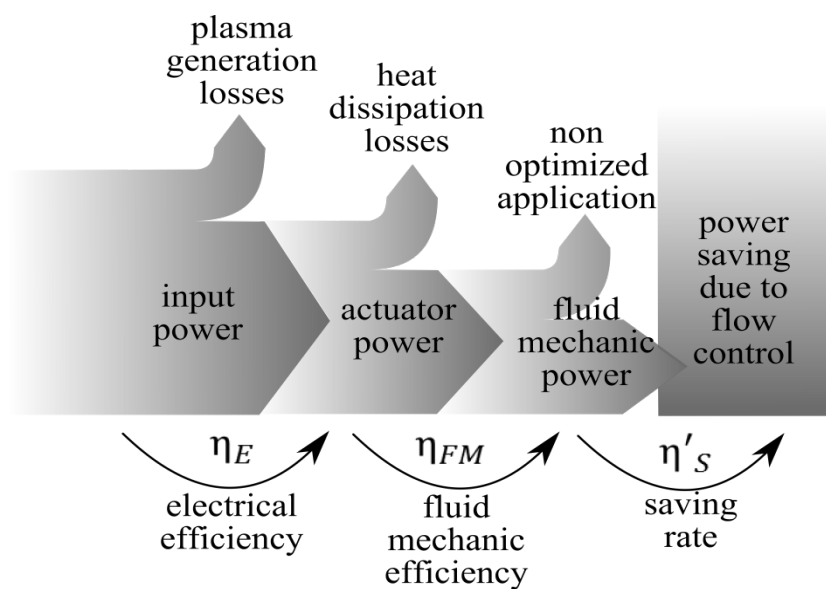 plasma
generation
losses
heat
dissipation
losses
non
optimized
application
input
power
actuator
power
fluid
mechanic
power
power
saving
due to
flow
control
η_E
electrical
efficiency
η_FM
fluid
mechanic
efficiency
η'_S
saving
rate